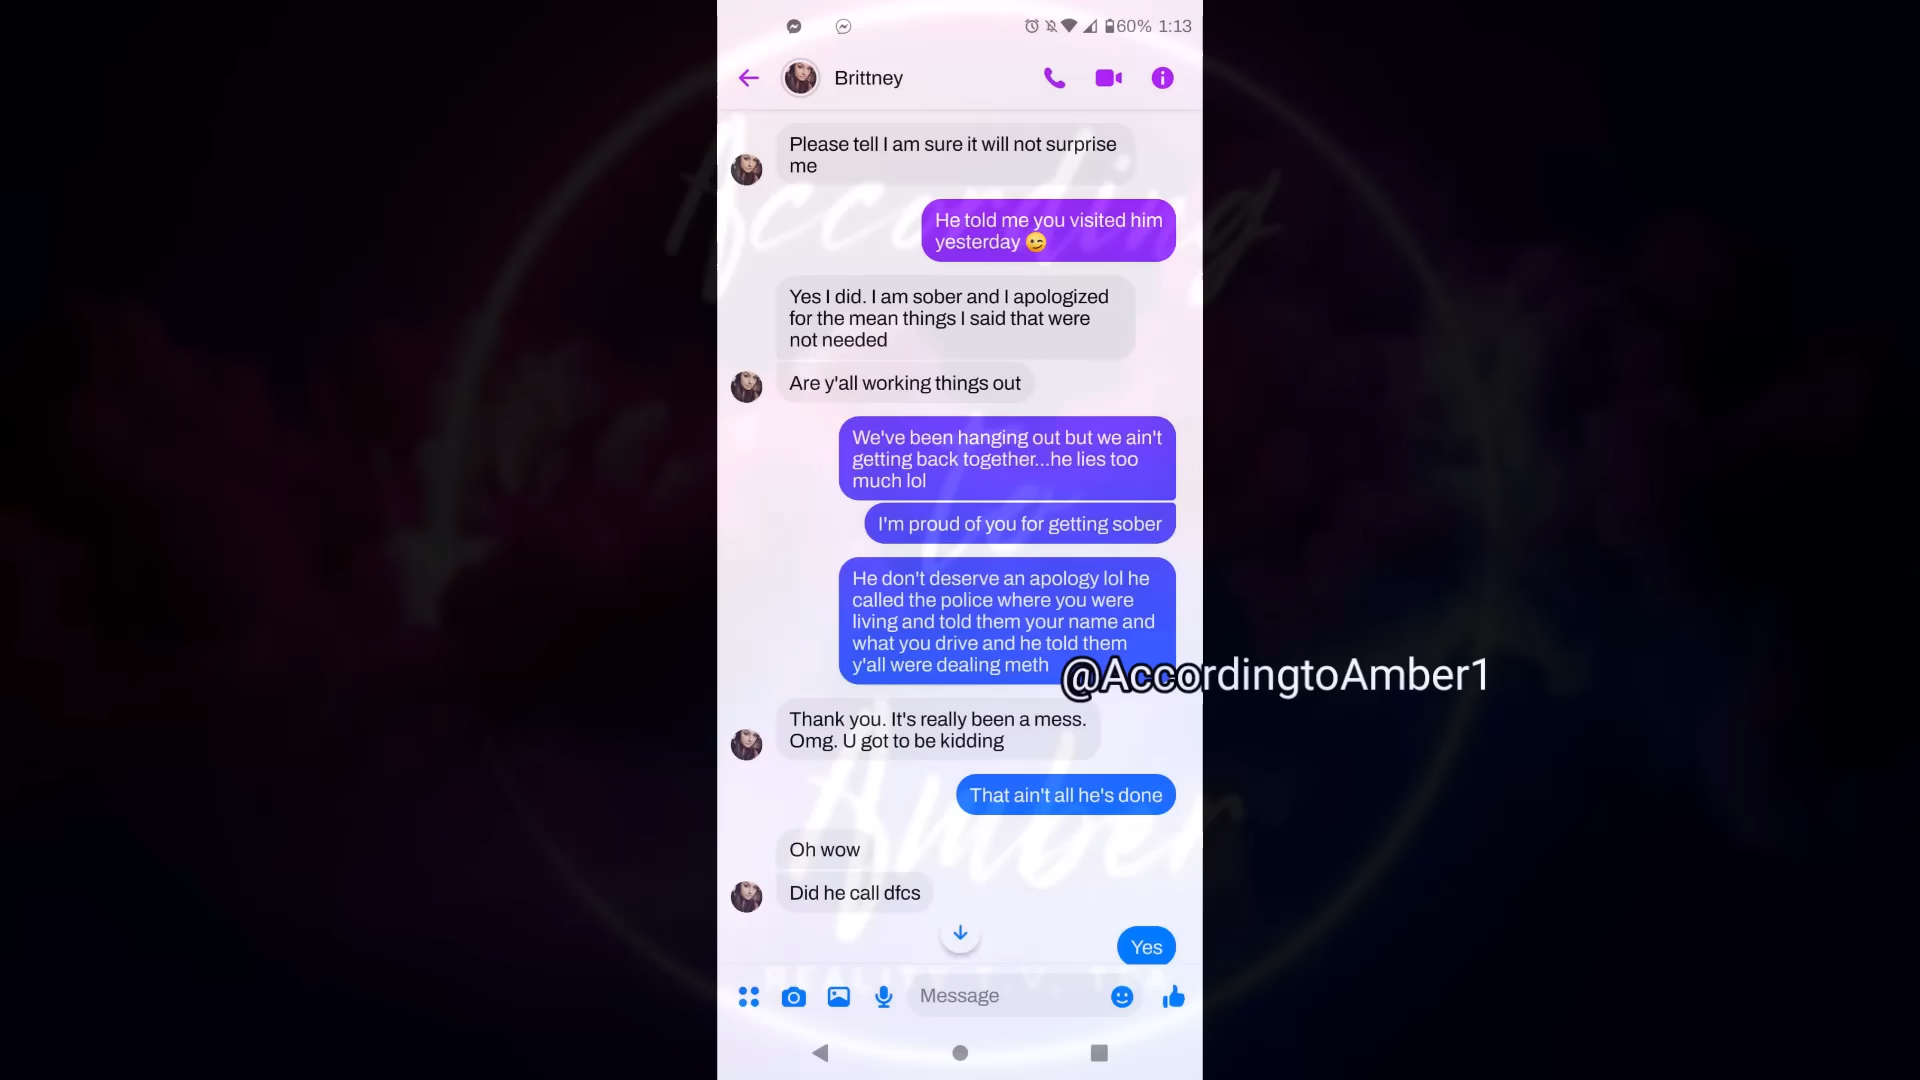 60% 1:13
Brittney
Please tell I am sure it will not surprise
me
He told me you visited him
yesterday 😉
Yes I did. I am sober and I apologized
for the mean things I said that were
not needed
Are y'all working things out
We've been hanging out but we ain't
getting back together...he lies too
much lol
I'm proud of you for getting sober
He don't deserve an apology lol he
called the police where you were
living and told them your name and
what you drive and he told them
y'all were dealing meth
@AccordingtoAmber1
Thank you. It's really been a mess.
Omg. U got to be kidding
That ain't all he's done
Oh wow
Did he call dfcs
Yes
Message
According
to
Amber
REALITY T.V. TEA